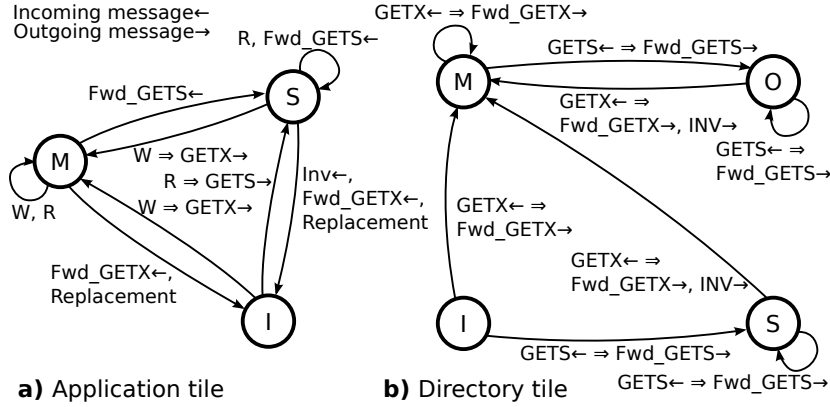 Incoming message←
Outgoing message→
R, Fwd_GETS←
S
Fwd_GETS←
M
W ⇒ GETX→
R ⇒ GETS→
W ⇒ GETX→
Inv←,
Fwd_GETX←,
Replacement
W, R
Fwd_GETX←,
Replacement
I
a) Application tile
GETX← ⇒ Fwd_GETX→
GETS← ⇒ Fwd_GETS→
M
O
GETX← ⇒
Fwd_GETX→, INV→
GETS← ⇒
Fwd_GETS→
GETX← ⇒
Fwd_GETX→
GETX← ⇒
Fwd_GETX→, INV→
I
S
GETS← ⇒ Fwd_GETS→
GETS← ⇒ Fwd_GETS→
b) Directory tile